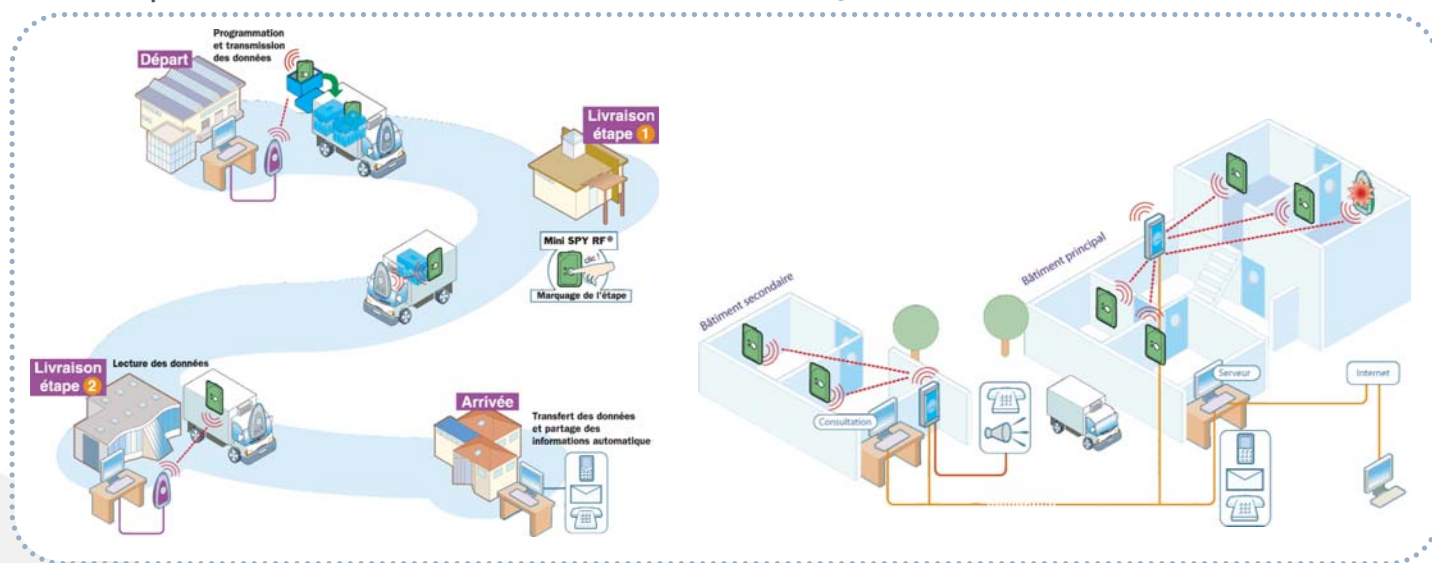 Programmation
et transmission
des données
Départ
Livraison
étape 1
Mini SPY RF®
clic !
Marquage de l'étape
Livraison
étape 2
Lecture des données
Arrivée
Transfert des données
et partage des
informations automatique
Bâtiment secondaire
Bâtiment principal
Consultation
Serveur
Internet